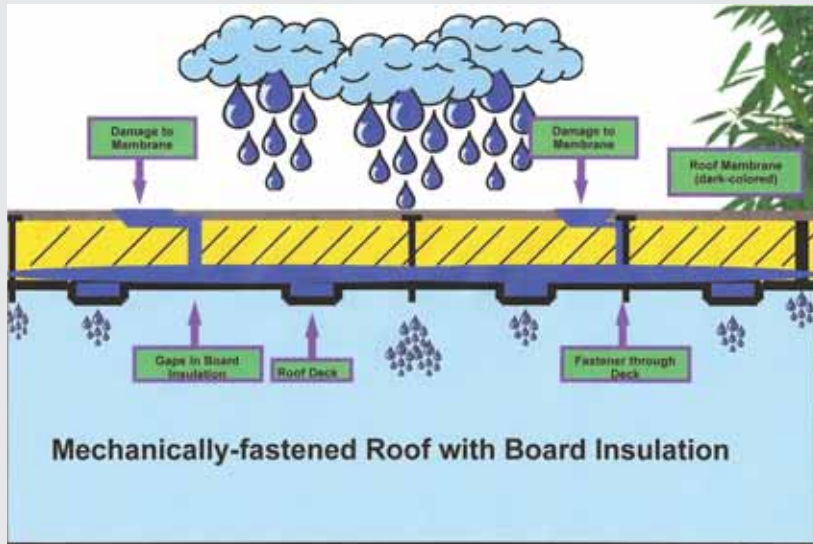 Damage to
Membrane
Damage to
Membrane
Roof Membrane
(dark-colored)
Gaps in Board
Insulation
Roof Deck
Fastener through
Deck
Mechanically-fastened Roof with Board Insulation